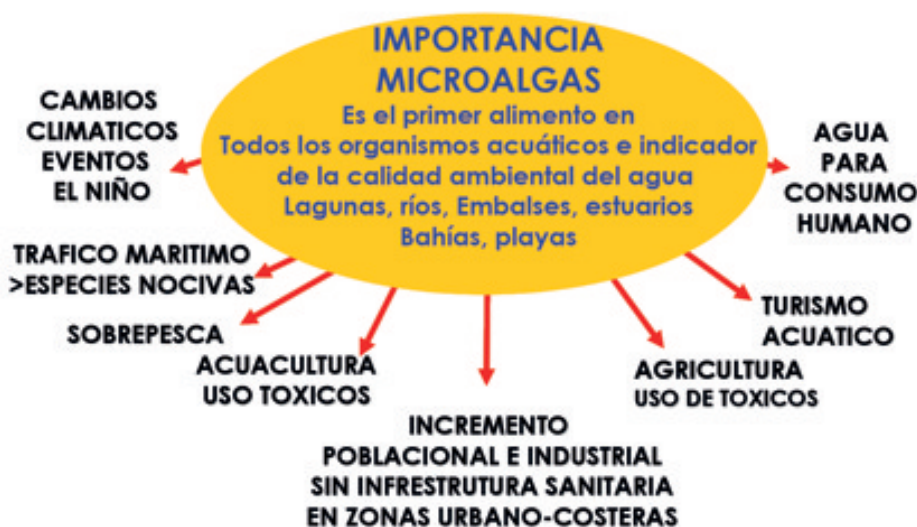 IMPORTANCIA
MICROALGAS
Es el primer alimento en
Todos los organismos acuáticos e indicador
de la calidad ambiental del agua
Lagunas, ríos, Embalses, estuarios
Bahías, playas
CAMBIOS
CLIMATICOS
EVENTOS
EL NIÑO
TRAFICO MARITIMO
>ESPECIES NOCIVAS
SOBREPESCA
ACUACULTURA
USO TOXICOS
INCREMENTO
POBLACIONAL E INDUSTRIAL
SIN INFRESTRUTURA SANITARIA
EN ZONAS URBANO-COSTERAS
AGRICULTURA
USO DE TOXICOS
TURISMO
ACUATICO
AGUA
PARA
CONSUMO
HUMANO